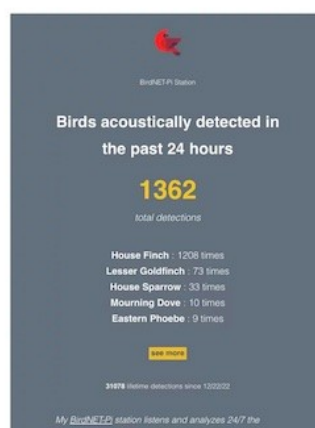 BirdNET-Pi Station
Birds acoustically detected in
the past 24 hours
1362
total detections
House Finch : 1208 times
Lesser Goldfinch : 73 times
House Sparrow : 33 times
Mourning Dove : 10 times
Eastern Phoebe : 9 times
see more
31078 lifetime detections since 12/22/22
My BirdNET-Pi station listens and analyzes 24/7 the